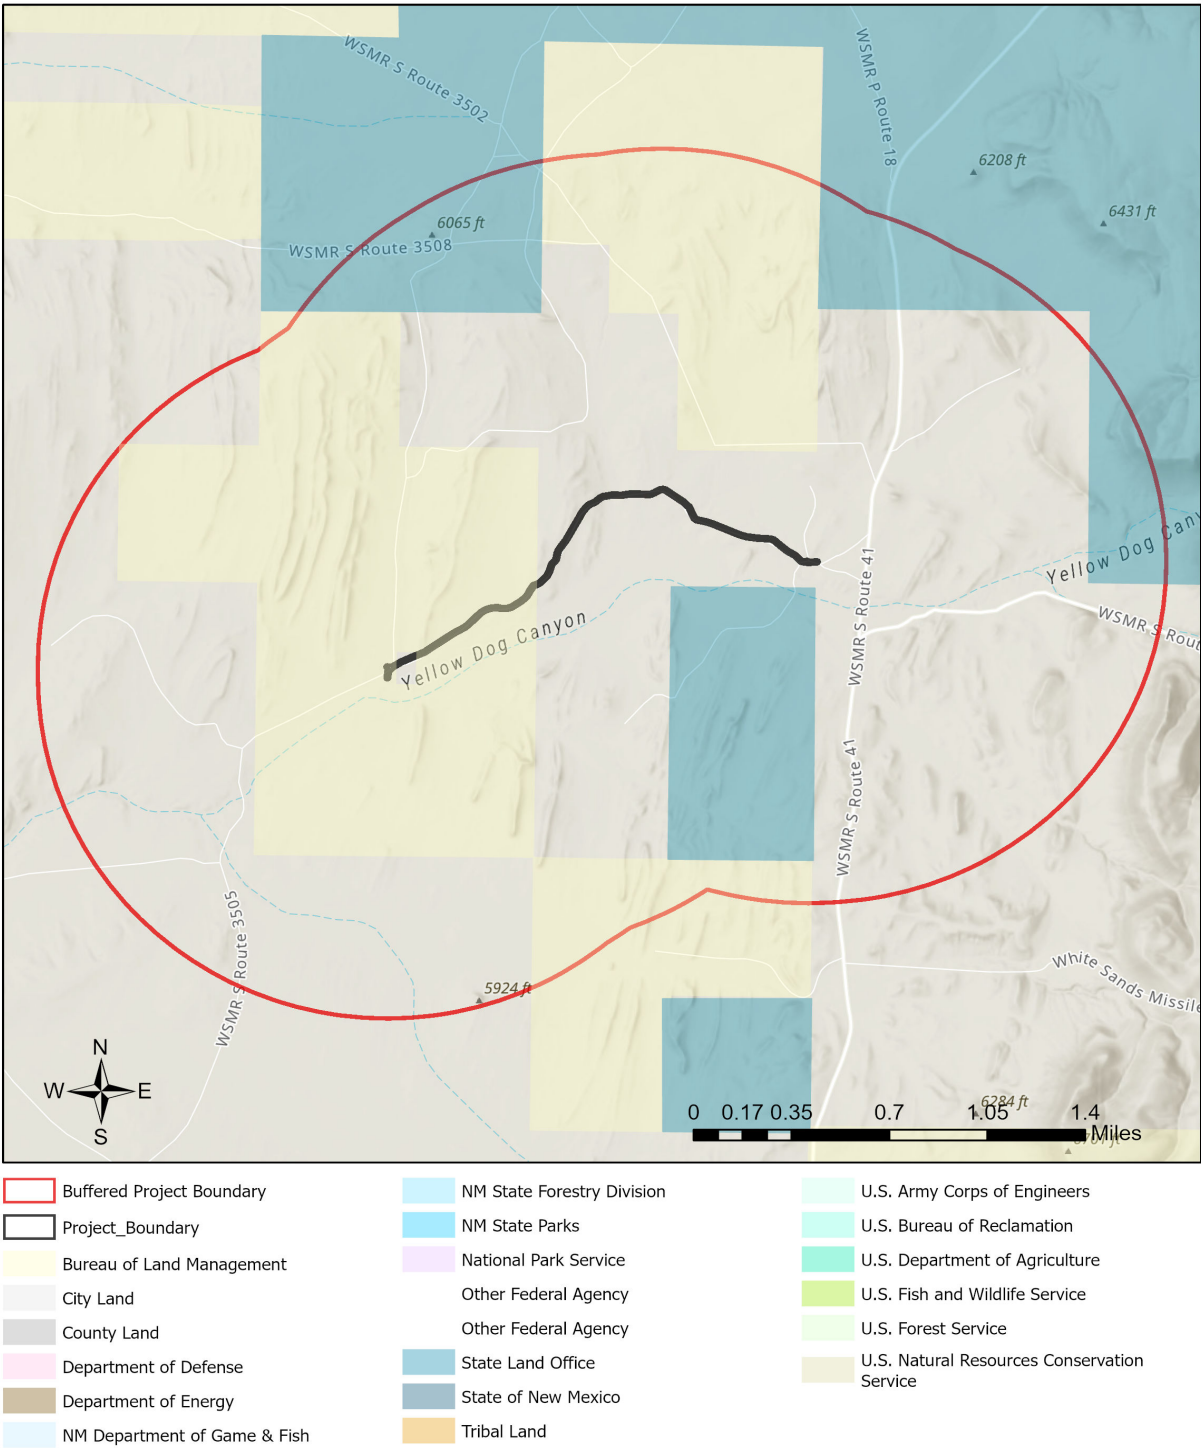 WSMR S Route 3502
WSMR P Route 18
6208 ft
6431 ft
6065 ft
WSMR S Route 3508
Yellow Dog Cany
WSMR S Route 41
WSMR S Rout
Yellow Dog Canyon
WSMR S Route 41
WSMR S Route 3505
White Sands Missile
5924 ft
N
W E
S
6284 ft
0 0.17 0.35 0.7 1.05 1.4
Miles
Buffered Project Boundary
Project_Boundary
Bureau of Land Management
City Land
County Land
Department of Defense
Department of Energy
NM Department of Game & Fish
NM State Forestry Division
NM State Parks
National Park Service
Other Federal Agency
Other Federal Agency
State Land Office
State of New Mexico
Tribal Land
U.S. Army Corps of Engineers
U.S. Bureau of Reclamation
U.S. Department of Agriculture
U.S. Fish and Wildlife Service
U.S. Forest Service
U.S. Natural Resources Conservation
Service